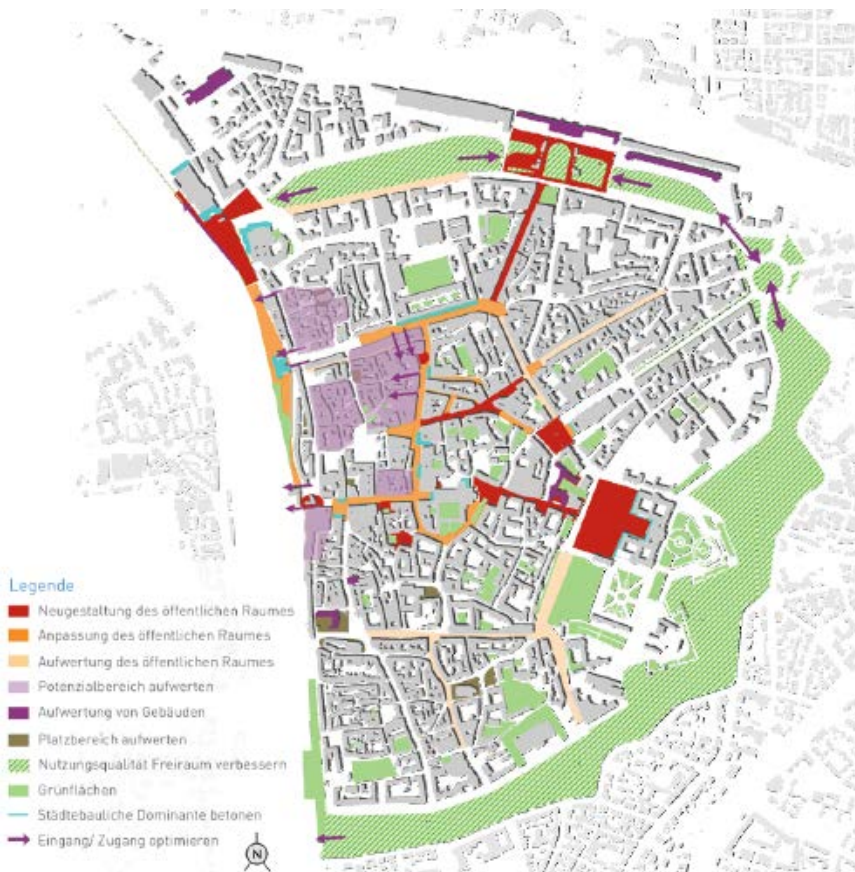 Legende
Neugestaltung des öffentlichen Raumes
Anpassung des öffentlichen Raumes
Aufwertung des öffentlichen Raumes
Potenzialbereich aufwerten
Aufwertung von Gebäuden
Platzbereich aufwerten
Nutzungsqualität Freiraum verbessern
Grünflächen
Städtebauliche Dominante betonen
Eingang/ Zugang optimieren
N